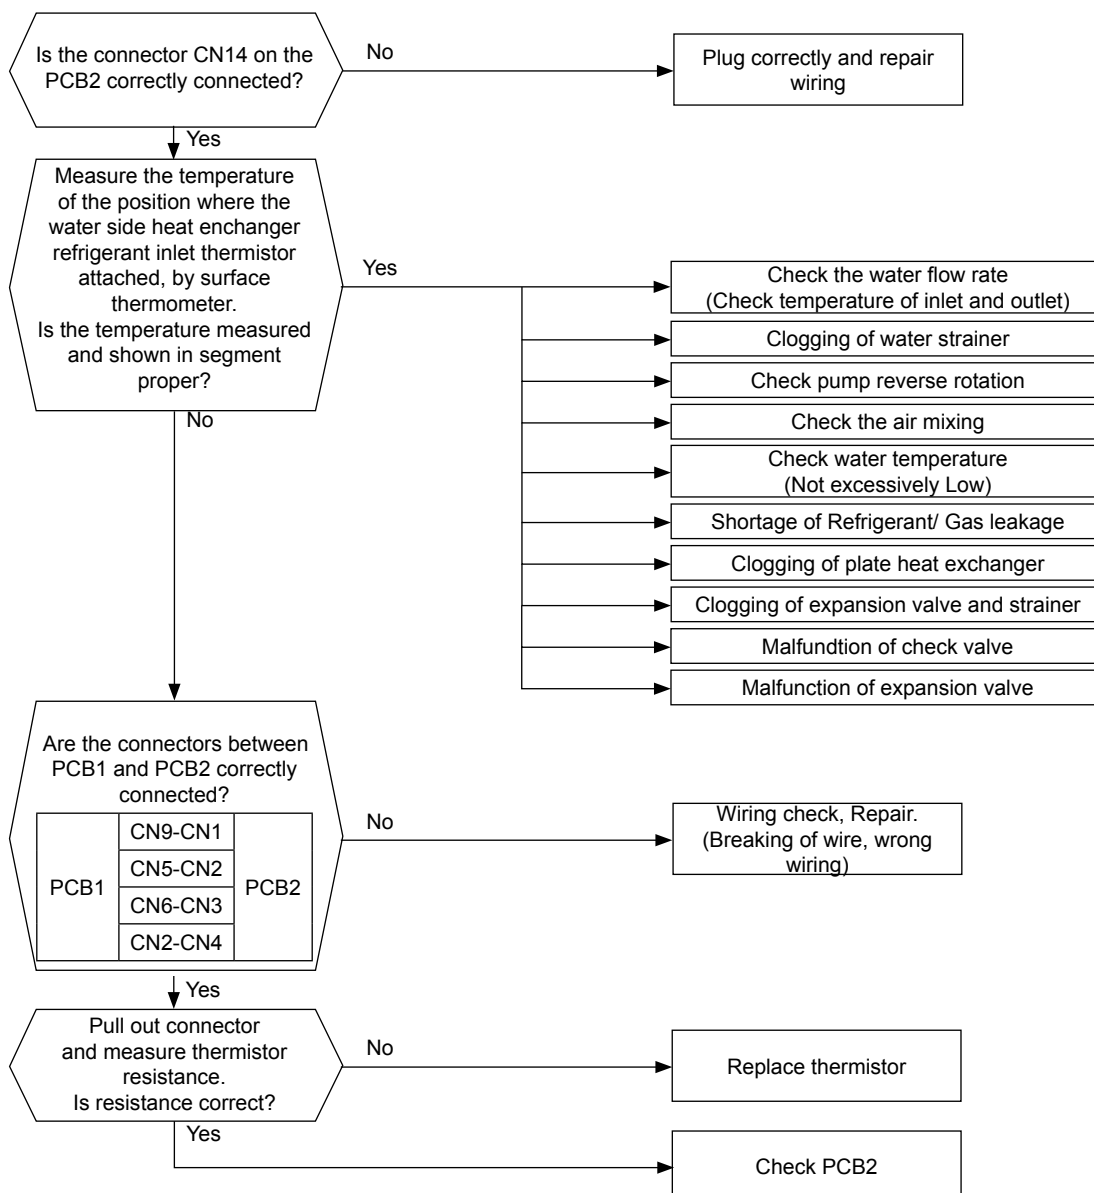 Is the connector CN14 on the
PCB2 correctly connected?
No
Plug correctly and repair
wiring
Yes
Measure the temperature
of the position where the
water side heat enchanger
refrigerant inlet thermistor
attached, by surface
thermometer.
Is the temperature measured
and shown in segment
proper?
Yes
Check the water flow rate
(Check temperature of inlet and outlet)
Clogging of water strainer
Check pump reverse rotation
Check the air mixing
Check water temperature
(Not excessively Low)
Shortage of Refrigerant/ Gas leakage
Clogging of plate heat exchanger
Clogging of expansion valve and strainer
Malfundtion of check valve
Malfunction of expansion valve
No
Are the connectors between
PCB1 and PCB2 correctly
connected?
PCB1
CN9-CN1
CN5-CN2
CN6-CN3
CN2-CN4
PCB2
No
Wiring check, Repair.
(Breaking of wire, wrong
wiring)
Yes
Pull out connector
and measure thermistor
resistance.
Is resistance correct?
No
Replace thermistor
Yes
Check PCB2